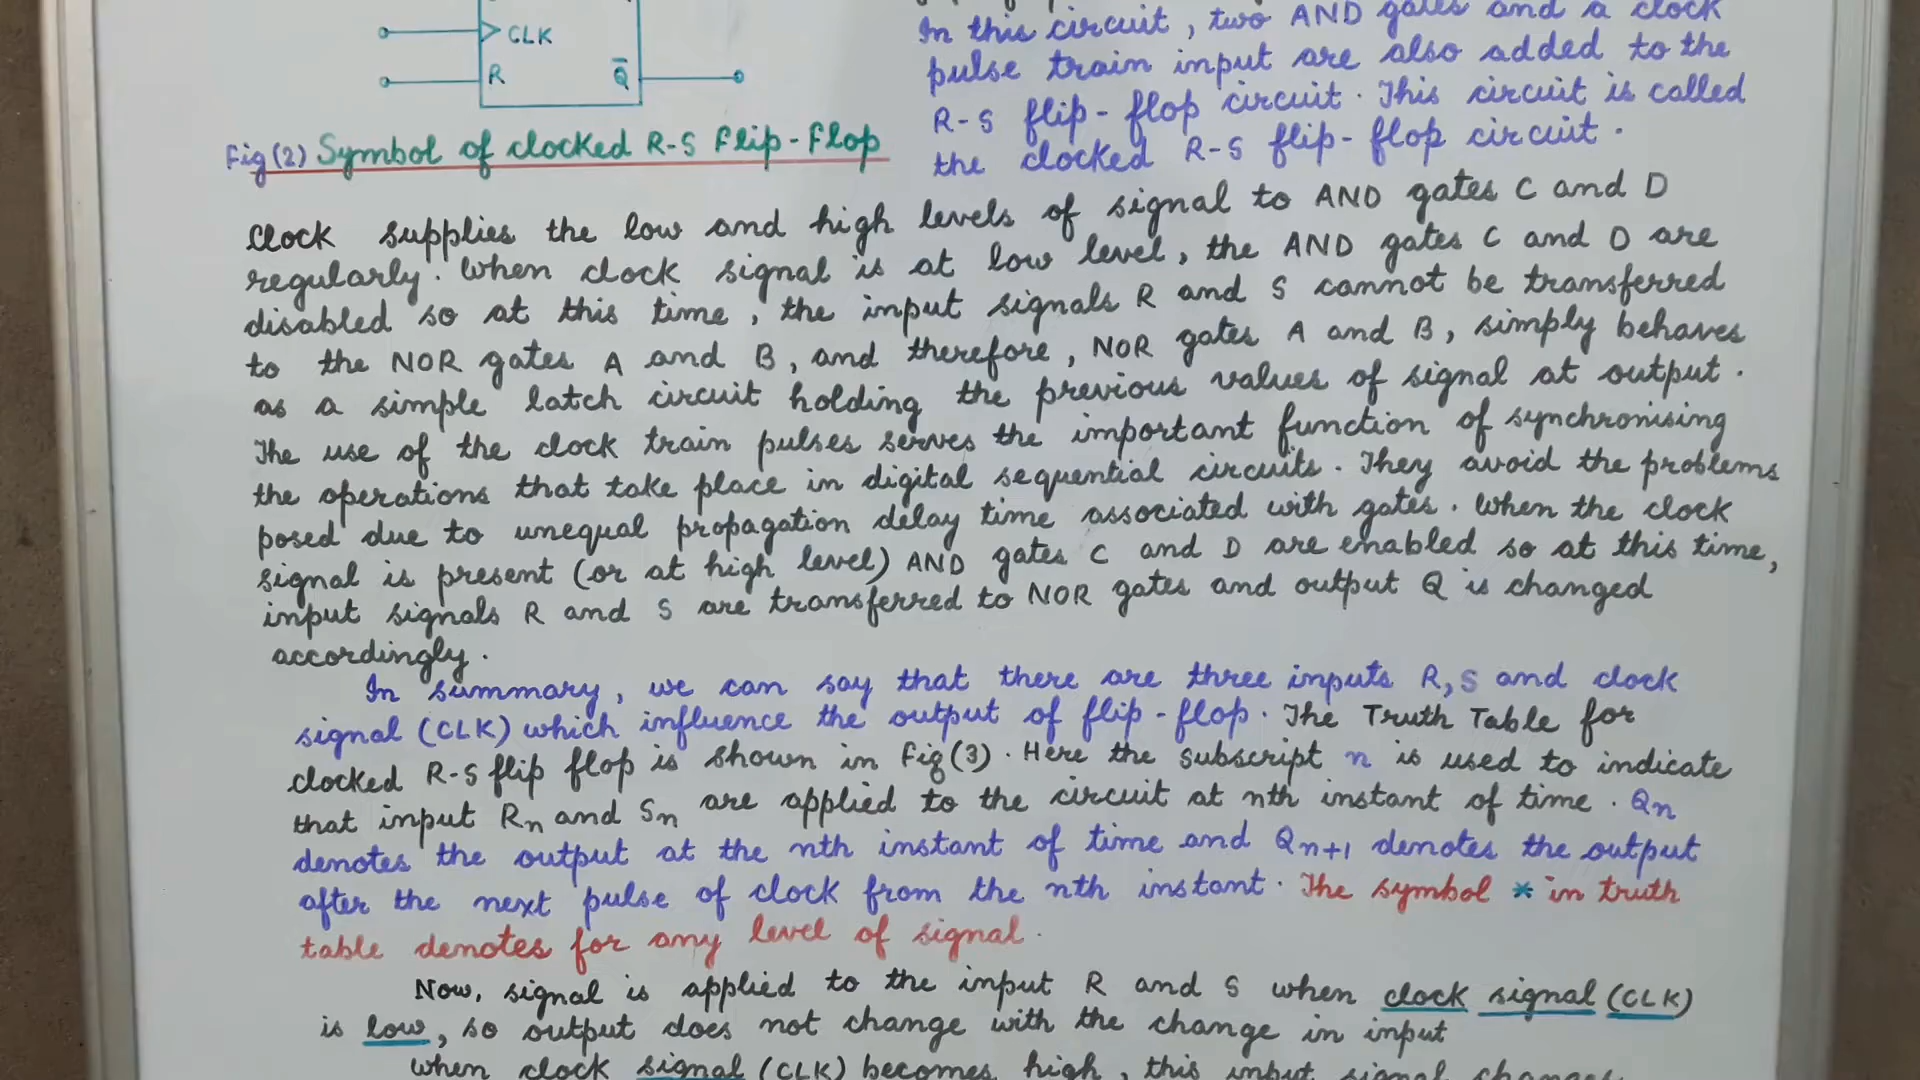 CLK
R
Q̅
Fig(2) Symbol of clocked R-S Flip-Flop
In this circuit, two AND gates and a clock
pulse train input are also added to the
R-S flip-flop circuit. This circuit is called
the clocked R-S flip-flop circuit.
Clock supplies the low and high levels of signal to AND gates C and D
regularly. When clock signal is at low level, the AND gates C and D are
disabled so at this time, the input signals R and S cannot be transferred
to the NOR gates A and B, and therefore, NOR gates A and B, simply behaves
as a simple latch circuit holding the previous values of signal at output.
The use of the clock train pulses serves the important function of synchronising
the operations that take place in digital sequential circuits. They avoid the problems
posed due to unequal propagation delay time associated with gates. When the clock
signal is present (or at high level) AND gates C and D are enabled so at this time,
input signals R and S are transferred to NOR gates and output Q is changed
accordingly.
In summary, we can say that there are three inputs R, S and clock
signal (CLK) which influence the output of flip-flop. The Truth Table for
clocked R-S flip flop is shown in Fig(3). Here the subscript n is used to indicate
that input Rn and Sn are applied to the circuit at nth instant of time. Qn
denotes the output at the nth instant of time and Qn+1 denotes the output
after the next pulse of clock from the nth instant. The symbol * in truth
table denotes for any level of signal.
Now, signal is applied to the input R and S when clock signal (CLK)
is low, so output does not change with the change in input
when clock signal (CLK) becomes high, this input signal changes